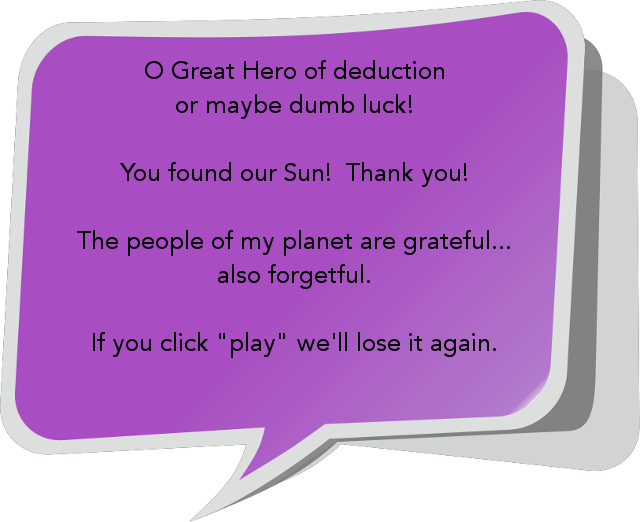 O Great Hero of deduction
or maybe dumb luck!
You found our Sun!  Thank you!
The people of my planet are grateful...
also forgetful.
If you click "play" we'll lose it again.